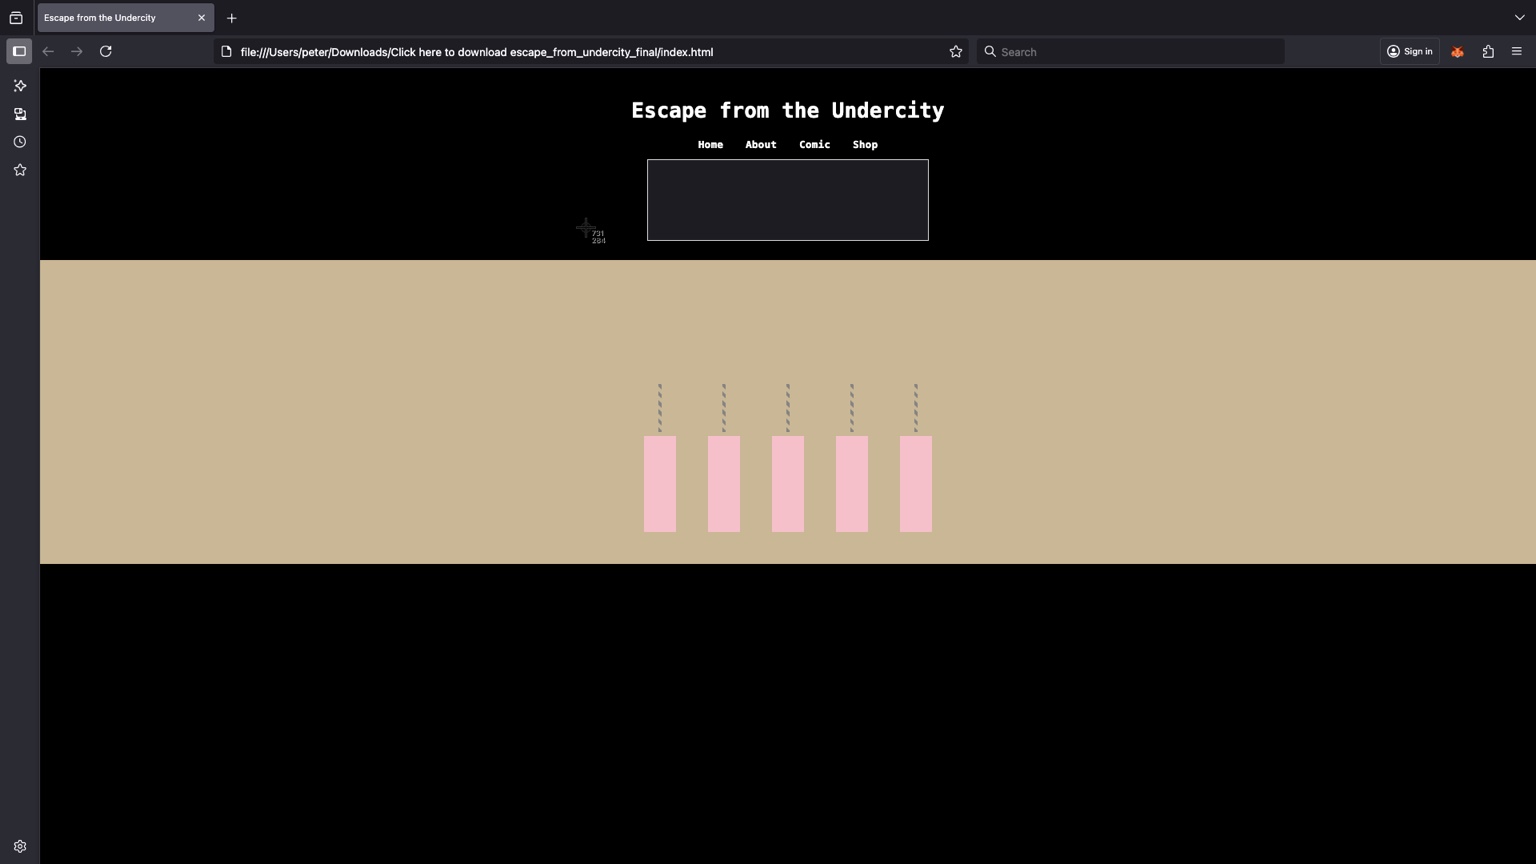 Escape from the Undercity
file:///Users/peter/Downloads/Click here to download escape_from_undercity_final/index.html
Search
Sign in
Escape from the Undercity
Home About Comic Shop
731
284